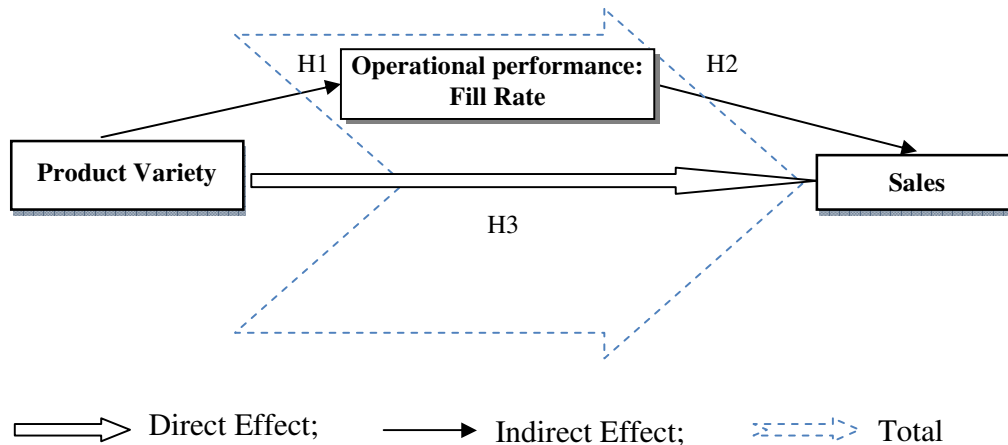 H1
Operational performance:
Fill Rate
H2
Product Variety
Sales
H3
Direct Effect;
Indirect Effect;
Total